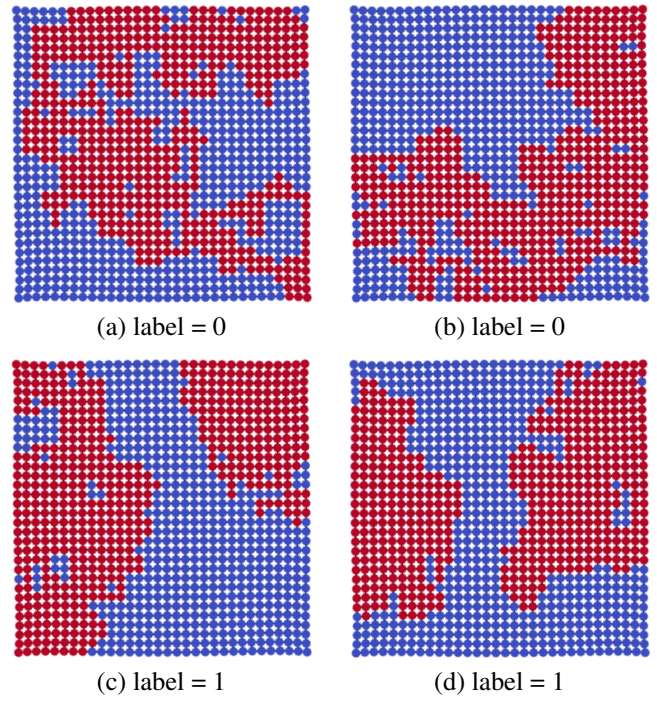 (a) label = 0
(b) label = 0
(c) label = 1
(d) label = 1